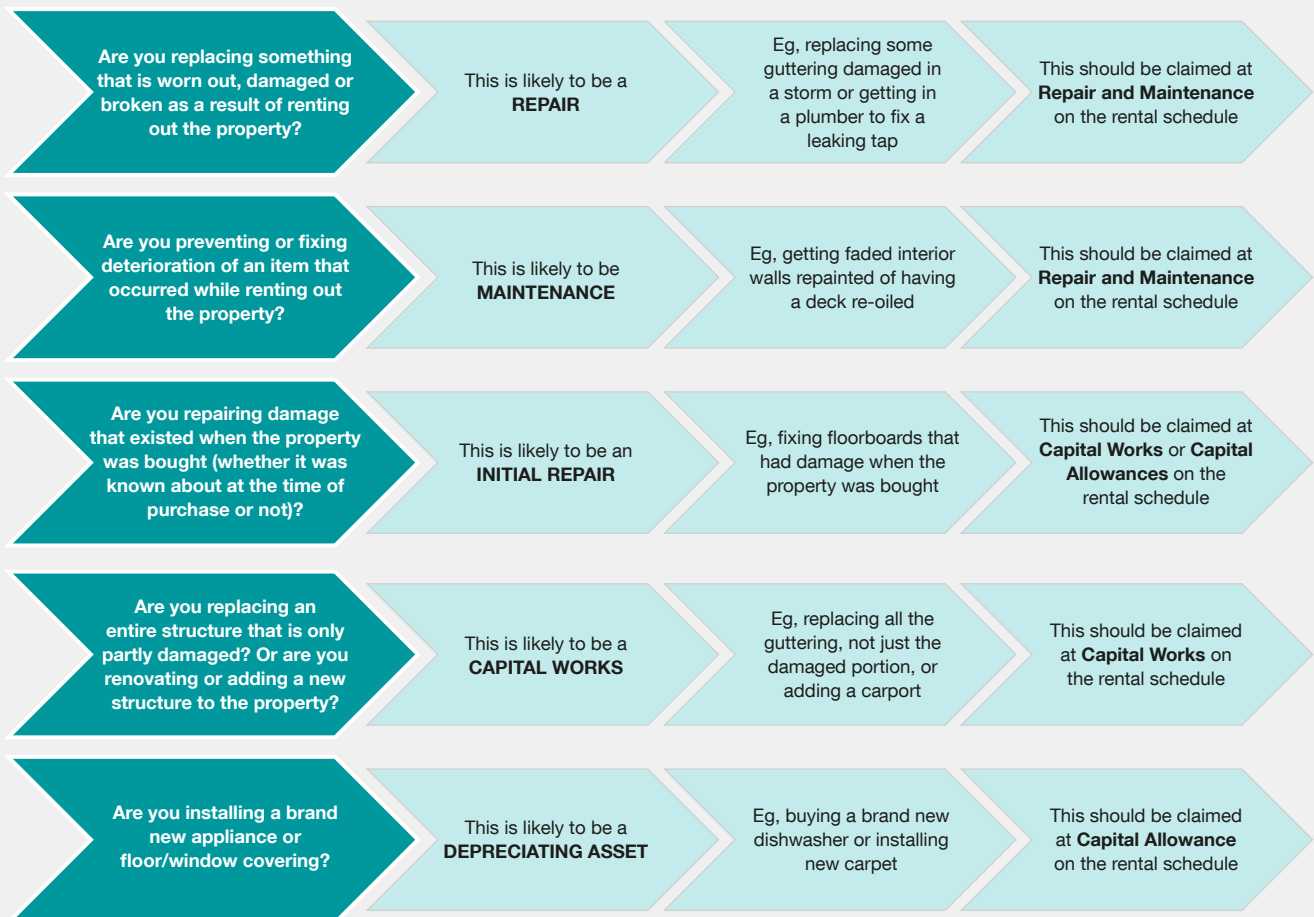 Are you replacing something
that is worn out, damaged or
broken as a result of renting
out the property?
This is likely to be a
REPAIR
Eg, replacing some
guttering damaged in
a storm or getting in
a plumber to fix a
leaking tap
This should be claimed at
Repair and Maintenance
on the rental schedule
Are you preventing or fixing
deterioration of an item that
occurred while renting out
the property?
This is likely to be
MAINTENANCE
Eg, getting faded interior
walls repainted of having
a deck re-oiled
This should be claimed at
Repair and Maintenance
on the rental schedule
Are you repairing damage
that existed when the property
was bought (whether it was
known about at the time of
purchase or not)?
This is likely to be an
INITIAL REPAIR
Eg, fixing floorboards that
had damage when the
property was bought
This should be claimed at
Capital Works or Capital
Allowances on the
rental schedule
Are you replacing an
entire structure that is only
partly damaged? Or are you
renovating or adding a new
structure to the property?
This is likely to be a
CAPITAL WORKS
Eg, replacing all the
guttering, not just the
damaged portion, or
adding a carport
This should be claimed
at Capital Works on
the rental schedule
Are you installing a brand
new appliance or
floor/window covering?
This is likely to be a
DEPRECIATING ASSET
Eg, buying a brand new
dishwasher or installing
new carpet
This should be claimed
at Capital Allowance
on the rental schedule